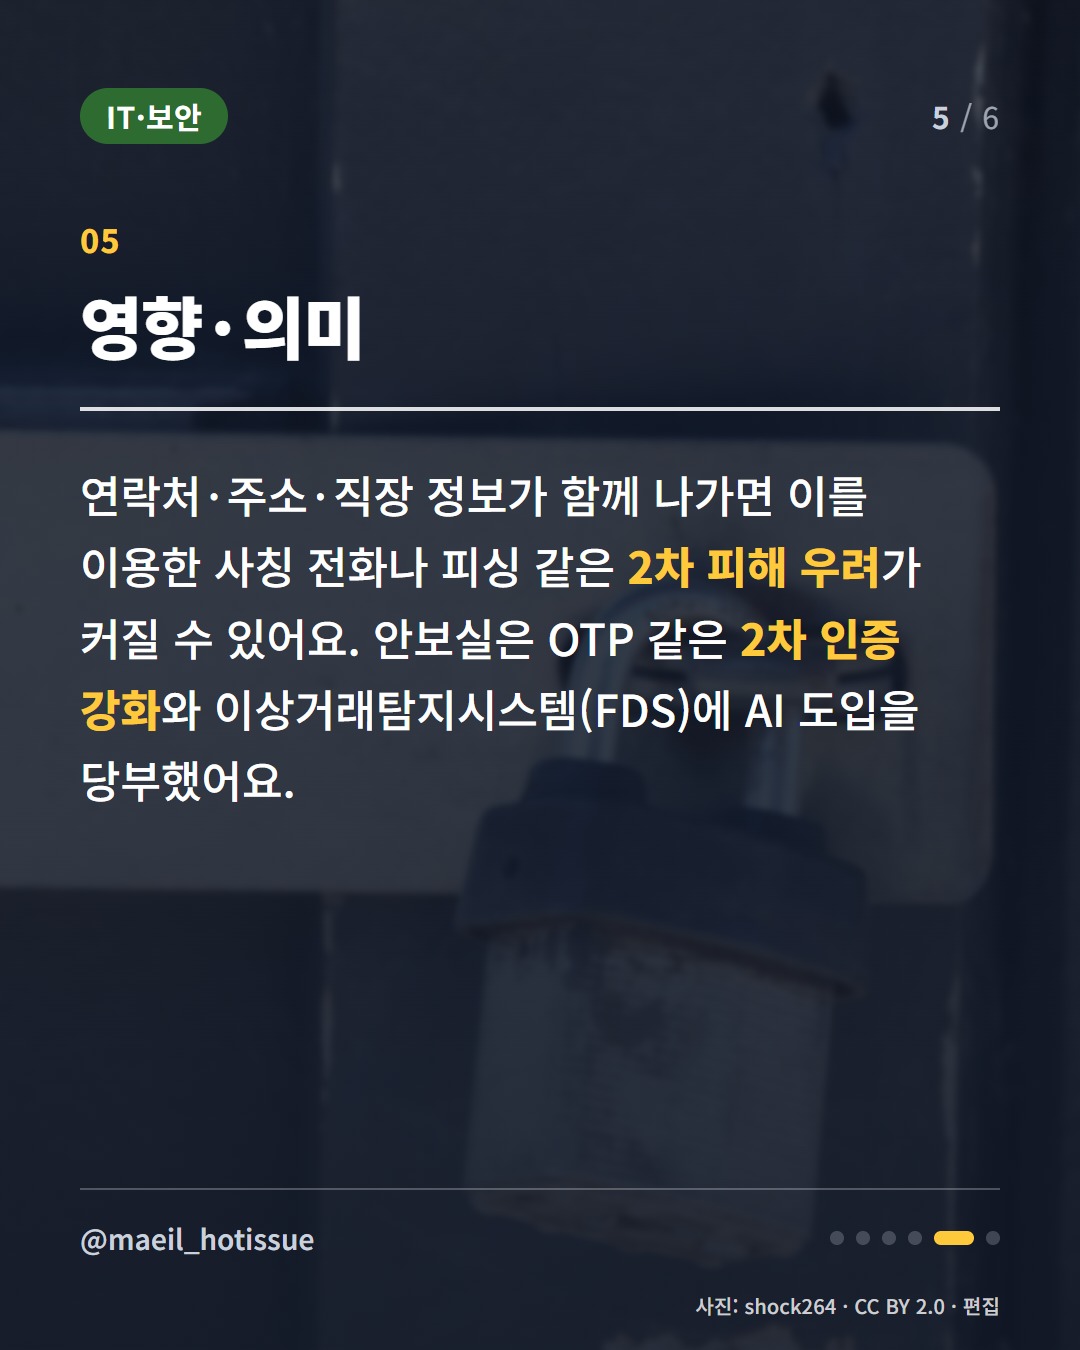 IT·보안
5 / 6
05
영향·의미
연락처·주소·직장 정보가 함께 나가면 이를
이용한 사칭 전화나 피싱 같은 2차 피해 우려가
커질 수 있어요. 안보실은 OTP 같은 2차 인증
강화와 이상거래탐지시스템(FDS)에 AI 도입을
당부했어요.
@maeil_hotissue
사진: shock264 · CC BY 2.0 · 편집